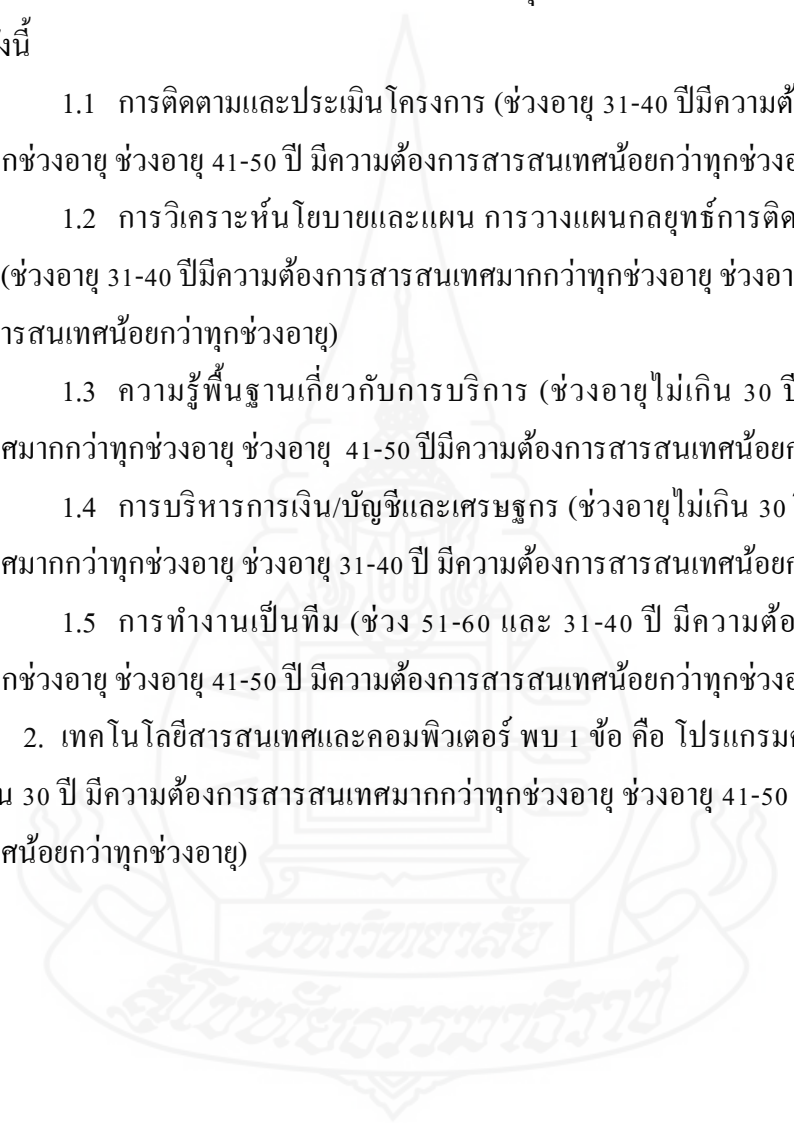 งนี้
1.1 การติดตามและประเมินโครงการ (ช่วงอายุ 31-40 ปีมีความต้
กช่วงอายุ ช่วงอายุ 41-50 ปี มีความต้องการสารสนเทศน้อยกว่าทุกช่วงอ
1.2 การวิเคราะห์นโยบายและแผน การวางแผนกลยุทธ์การติด
(ช่วงอายุ 31-40 ปีมีความต้องการสารสนเทศมากกว่าทุกช่วงอายุ ช่วงอา
ารสนเทศน้อยกว่าทุกช่วงอายุ)
1.3 ความรู้พื้นฐานเกี่ยวกับการบริการ (ช่วงอายุไม่เกิน 30 ปี
ศมากกว่าทุกช่วงอายุ ช่วงอายุ 41-50 ปีมีความต้องการสารสนเทศน้อยก
1.4 การบริหารการเงิน/บัญชีและเศรษฐกร (ช่วงอายุไม่เกิน 30
ศมากกว่าทุกช่วงอายุ ช่วงอายุ 31-40 ปี มีความต้องการสารสนเทศน้อยก
1.5 การทำงานเป็นทีม (ช่วง 51-60 และ 31-40 ปี มีความต้อ
กช่วงอายุ ช่วงอายุ 41-50 ปี มีความต้องการสารสนเทศน้อยกว่าทุกช่วงอ
2. เทคโนโลยีสารสนเทศและคอมพิวเตอร์ พบ 1 ข้อ คือ โปรแกรมค
น 30 ปี มีความต้องการสารสนเทศมากกว่าทุกช่วงอายุ ช่วงอายุ 41-50
ศน้อยกว่าทุกช่วงอายุ)
มหาวิทยาลัย
สุโขทัยธรรมาธิราช